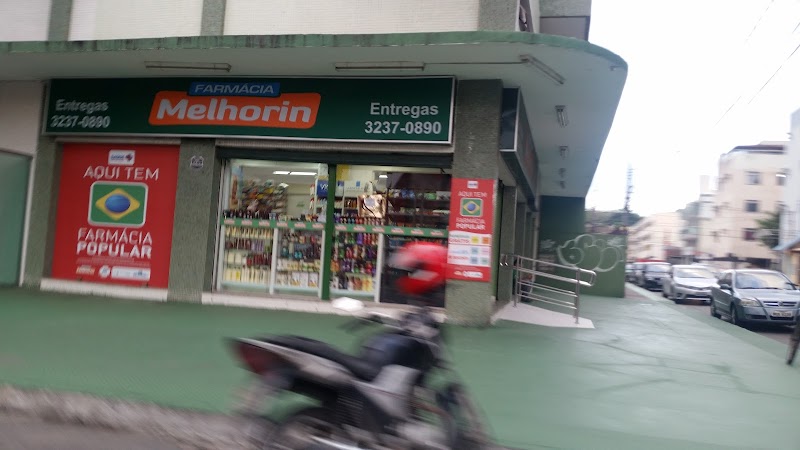 FARMÁCIA
Melhorin
Entregas
3237-0890
Entregas
3237-0890
AQUI TEM
FARMÁCIA
POPULAR
AQUI TEM
FARMÁCIA
POPULAR